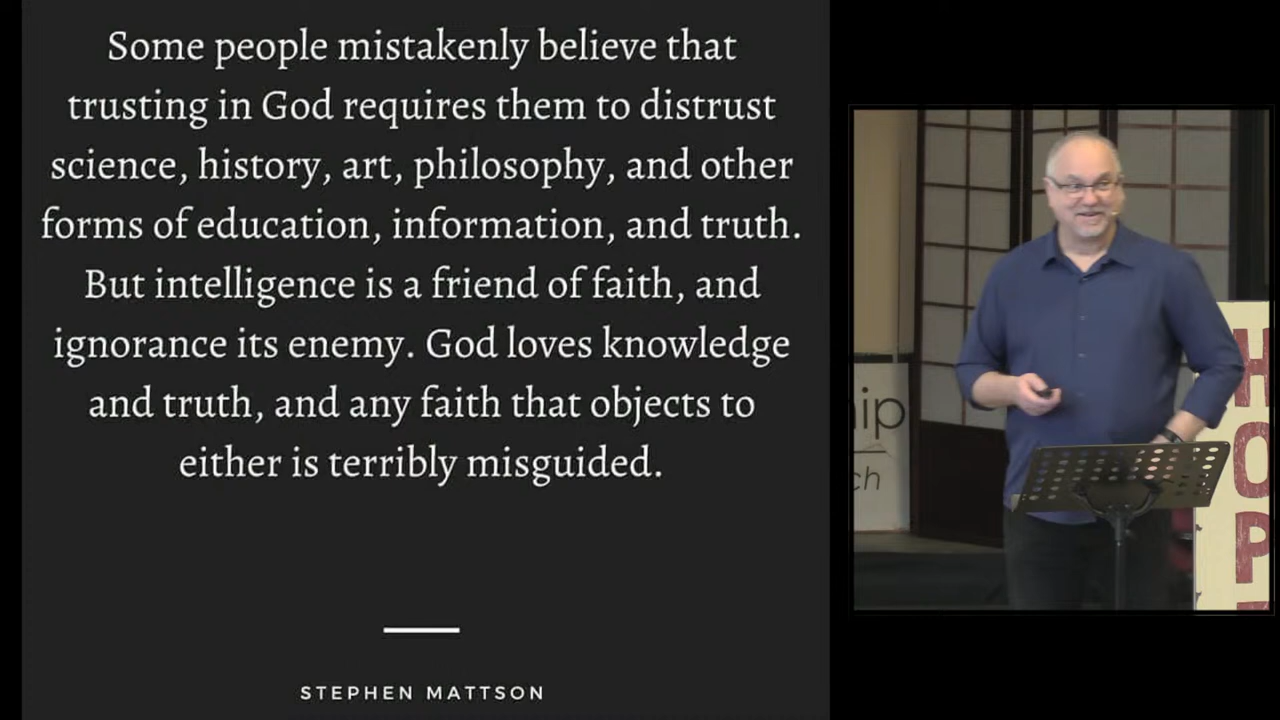 Some people mistakenly believe that
trusting in God requires them to distrust
science, history, art, philosophy, and other
forms of education, information, and truth.
But intelligence is a friend of faith, and
ignorance its enemy. God loves knowledge
and truth, and any faith that objects to
either is terribly misguided.
STEPHEN MATTSON
ip
ch
H
O
P